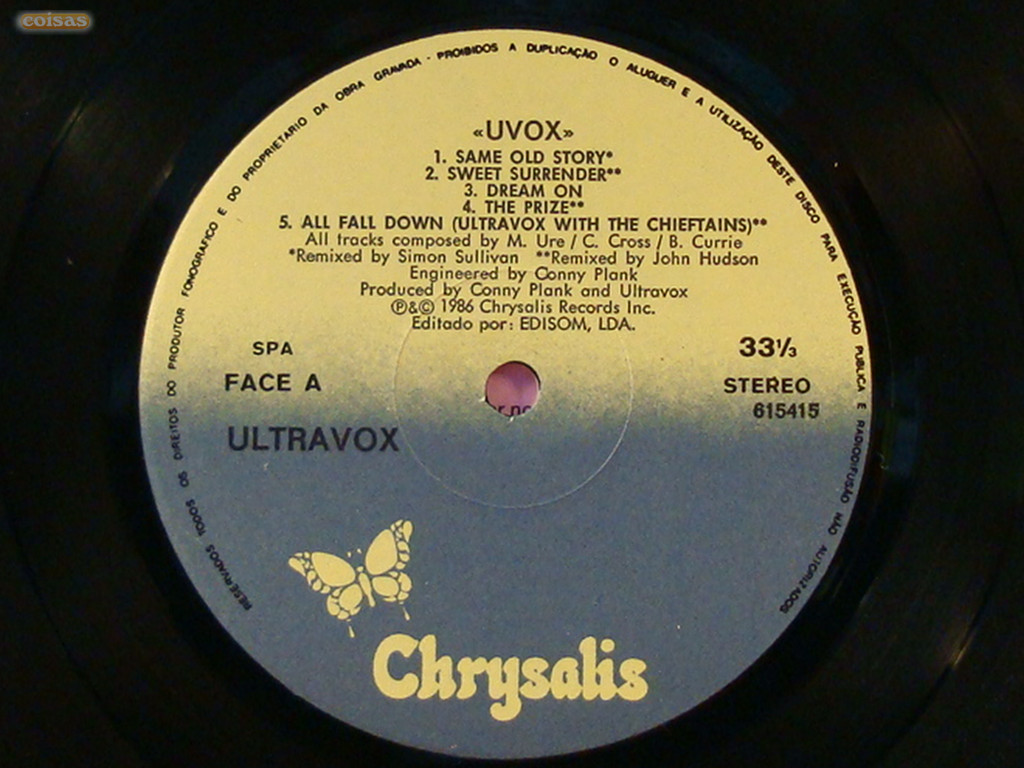 coisas
RESERVADOS TODOS OS DIREITOS DO PRODUTOR FONOGRAFICO E DO PROPRIETARIO DA OBRA GRAVADA - PROIBIDOS A DUPLICAÇÃO O ALUGUER E A UTILIZAÇÃO DESTE DISCO PARA EXECUÇÃO PUBLICA E RADIODIFUSÃO NÃO AUTORIZADOS
«UVOX»
1. SAME OLD STORY*
2. SWEET SURRENDER**
3. DREAM ON
4. THE PRIZE**
5. ALL FALL DOWN (ULTRAVOX WITH THE CHIEFTAINS)**
All tracks composed by M. Ure / C. Cross / B. Currie
*Remixed by Simon Sullivan **Remixed by John Hudson
Engineered by Conny Plank
Produced by Conny Plank and Ultravox
℗&© 1986 Chrysalis Records Inc.
Editado por: EDISOM, LDA.
SPA
33⅓
FACE A
STEREO
615415
ULTRAVOX
Chrysalis